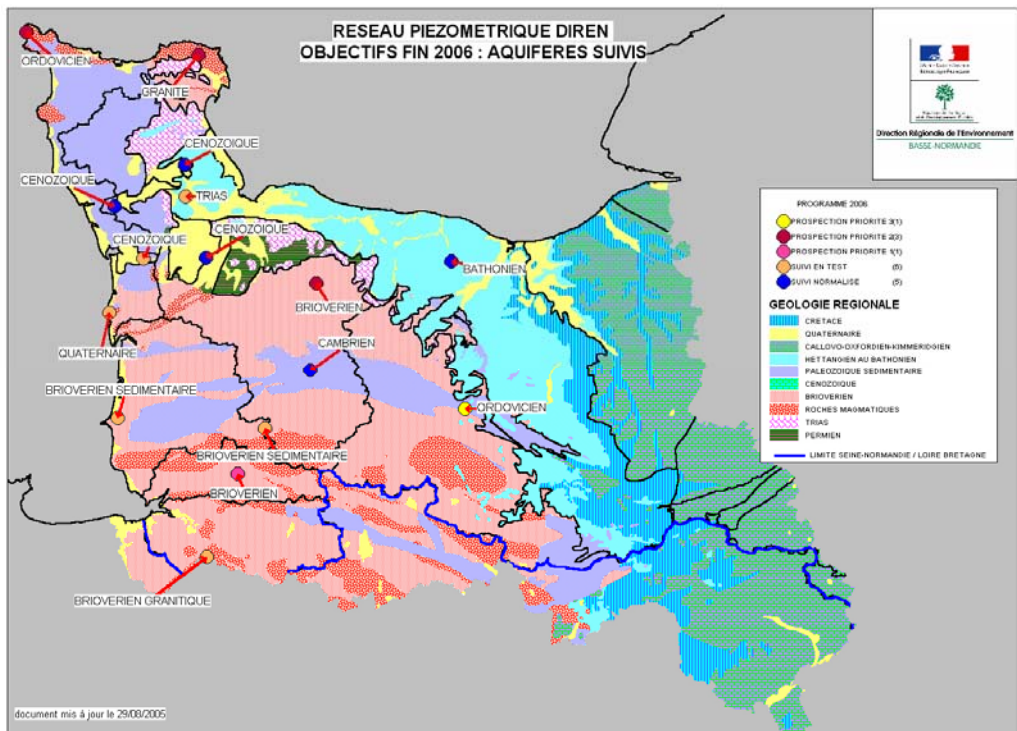 RESEAU PIEZOMETRIQUE DIREN
OBJECTIFS FIN 2006 : AQUIFERES SUIVIS
Direction Régionale de l'Environnement
BASSE-NORMANDIE
ORDOVICIEN
GRANITE
CENOZOIQUE
CENOZOIQUE
TRIAS
CENOZOIQUE
CENOZOIQUE
BATHONIEN
BRIOVERIEN
QUATERNAIRE
CAMBRIEN
BRIOVERIEN SEDIMENTAIRE
ORDOVICIEN
BRIOVERIEN SEDIMENTAIRE
BRIOVERIEN
BRIOVERIEN GRANITIQUE
PROGRAMME 2006
PROSPECTION PRIORITE 3(1)
PROSPECTION PRIORITE 2(3)
PROSPECTION PRIORITE 1(1)
SUIVI EN TEST (6)
SUIVI NORMALISE (5)
GEOLOGIE REGIONALE
CRETACE
QUATERNAIRE
CALLOVO-OXFORDIEN-KIMMERIDGIEN
HETTANGIEN AU BATHONIEN
PALEOZOIQUE SEDIMENTAIRE
CENOZOIQUE
BRIOVERIEN
ROCHES MAGMATIQUES
TRIAS
PERMIEN
LIMITE SEINE-NORMANDIE / LOIRE BRETAGNE
document mis à jour le 29/08/2005